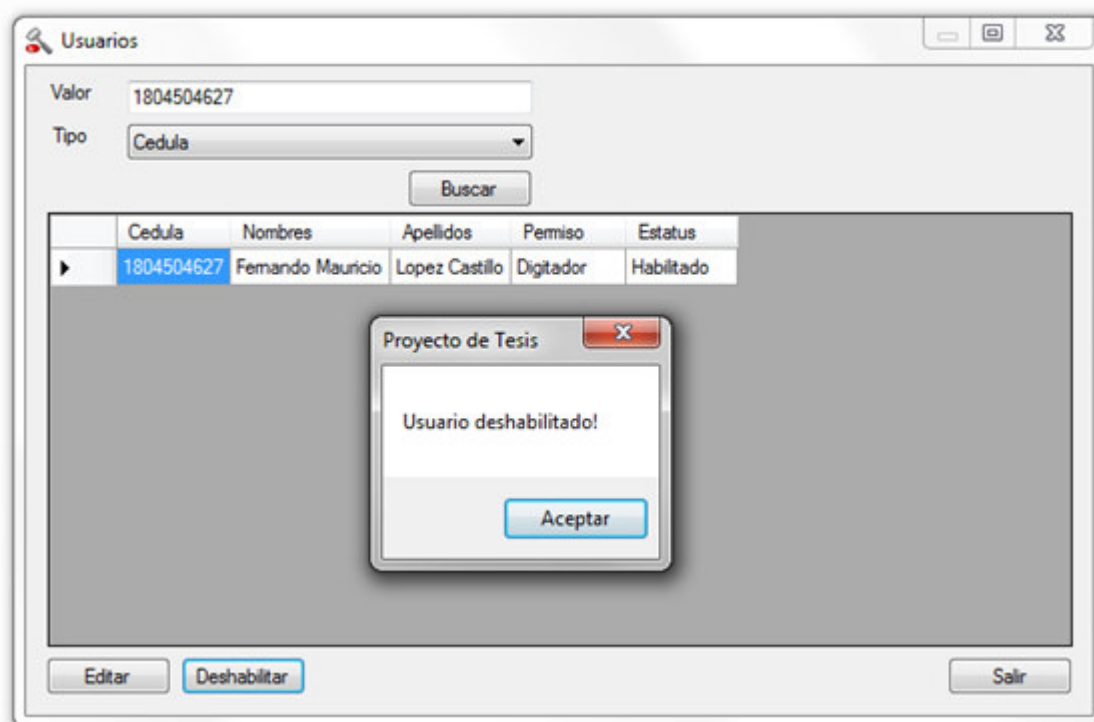 Usuarios
Valor 1804504627
Tipo Cedula
Buscar
Cedula Nombres Apellidos Permiso Estatus
1804504627 Fernando Mauricio Lopez Castillo Digitador Habilitado
Proyecto de Tesis
Usuario deshabilitado!
Aceptar
Editar Deshabilitar Salir